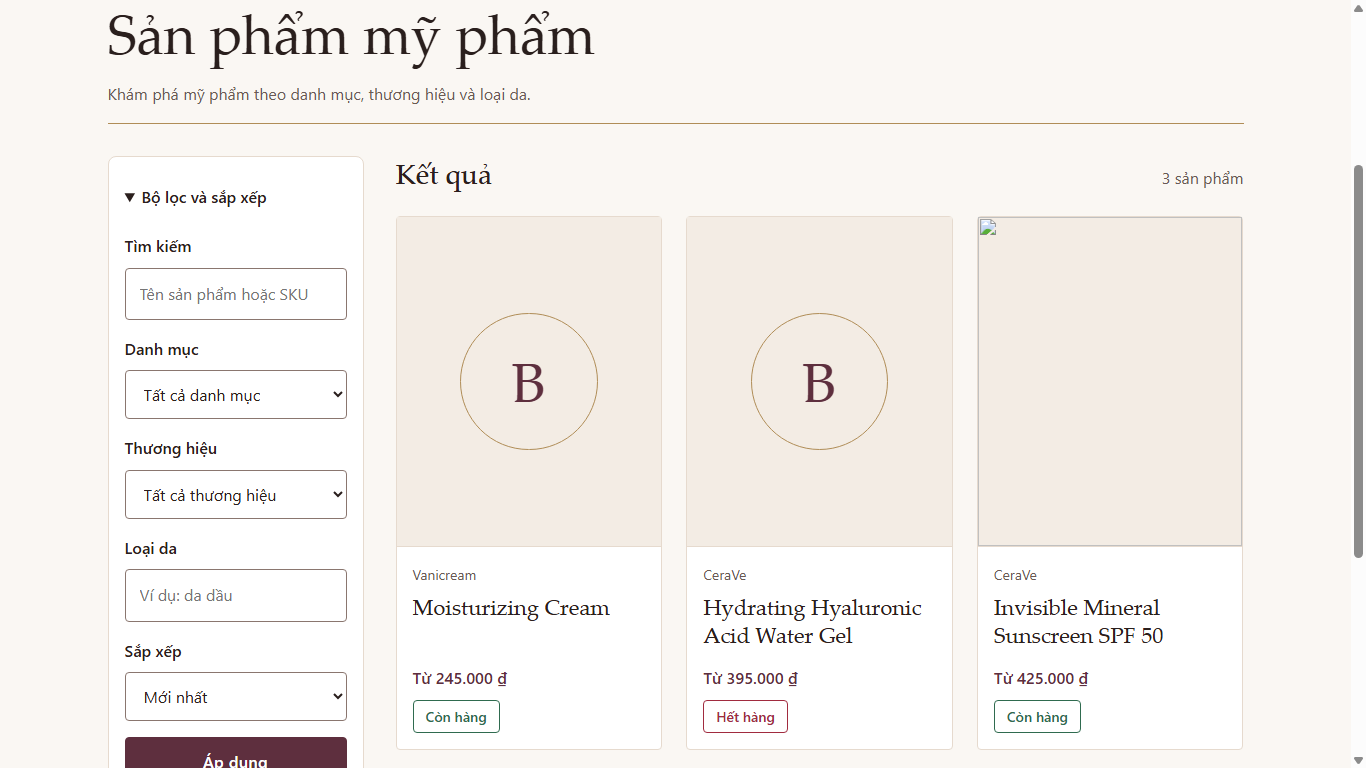 Sản phẩm mỹ phẩm
Khám phá mỹ phẩm theo danh mục, thương hiệu và loại da.
Bộ lọc và sắp xếp
Tìm kiếm
Tên sản phẩm hoặc SKU
Danh mục
Tất cả danh mục
Thương hiệu
Tất cả thương hiệu
Loại da
Ví dụ: da dầu
Sắp xếp
Mới nhất
Áp dụng
Kết quả
3 sản phẩm
B
Vanicream
Moisturizing Cream
Từ 245.000 ₫
Còn hàng
B
CeraVe
Hydrating Hyaluronic
Acid Water Gel
Từ 395.000 ₫
Hết hàng
CeraVe
Invisible Mineral
Sunscreen SPF 50
Từ 425.000 ₫
Còn hàng